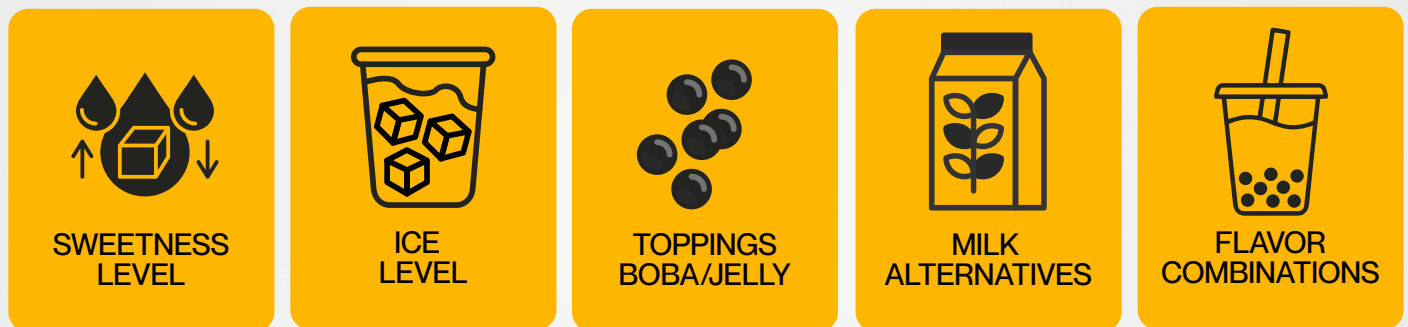 SWEETNESS
LEVEL
ICE
LEVEL
TOPPINGS
BOBA/JELLY
MILK
ALTERNATIVES
FLAVOR
COMBINATIONS